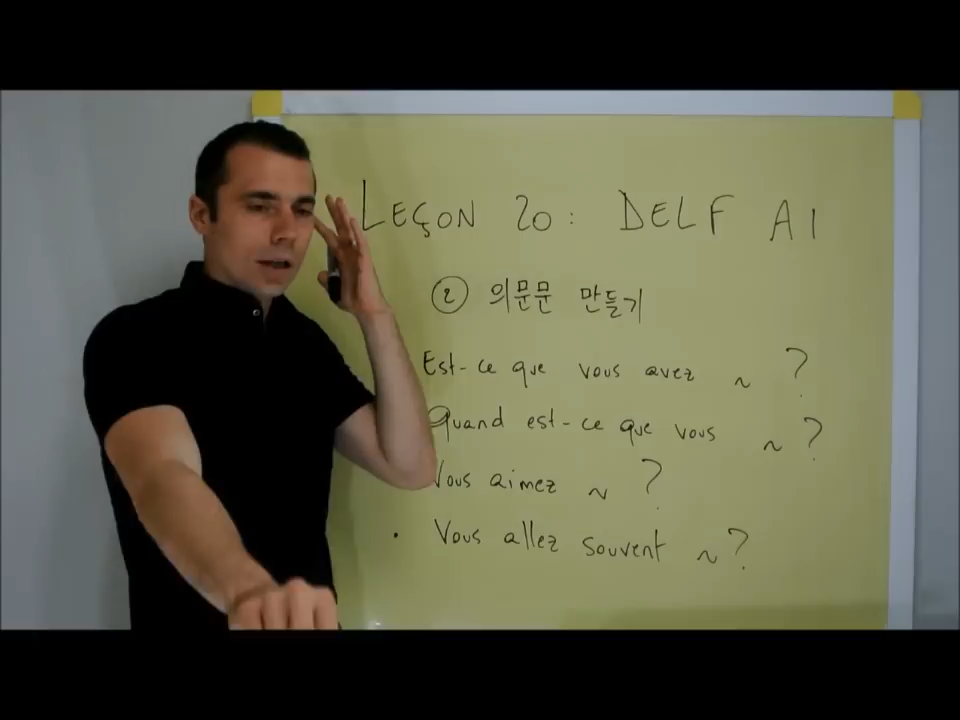 LEÇON 20: DELF A1
② 의문문 만들기
Est-ce que vous avez ~ ?
Quand est-ce que vous ~ ?
Vous aimez ~ ?
• Vous allez souvent ~ ?